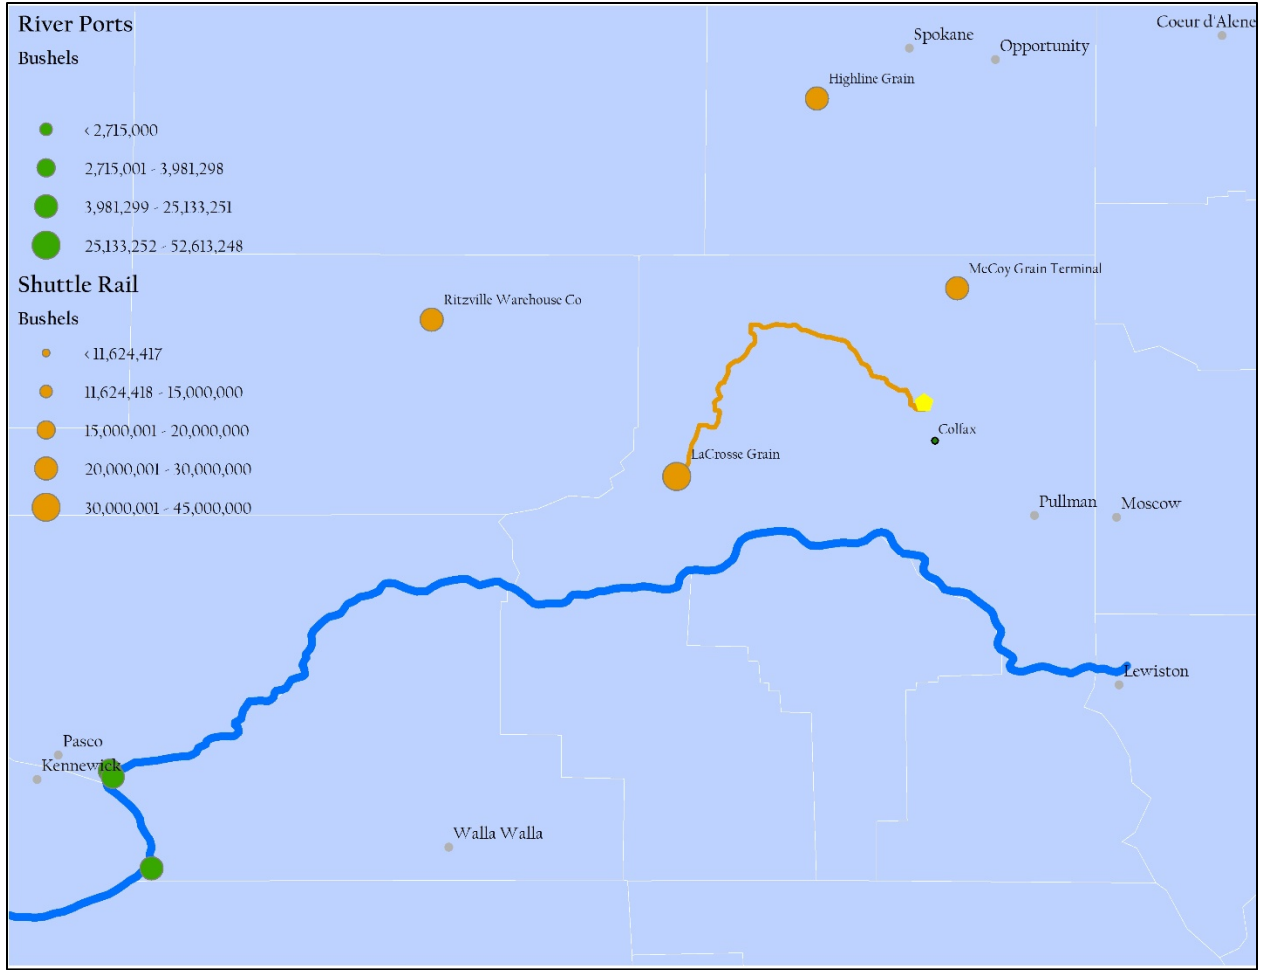 River Ports
Bushels
< 2,715,000
2,715,001 - 3,981,298
3,981,299 - 25,133,251
25,133,252 - 52,613,248
Shuttle Rail
Bushels
< 11,624,417
11,624,418 - 15,000,000
15,000,001 - 20,000,000
20,000,001 - 30,000,000
30,000,001 - 45,000,000
Coeur d'Alene
Spokane
Opportunity
Highline Grain
McCoy Grain Terminal
Ritzville Warehouse Co
Colfax
LaCrosse Grain
Pullman
Moscow
Lewiston
Pasco
Kennewick
Walla Walla